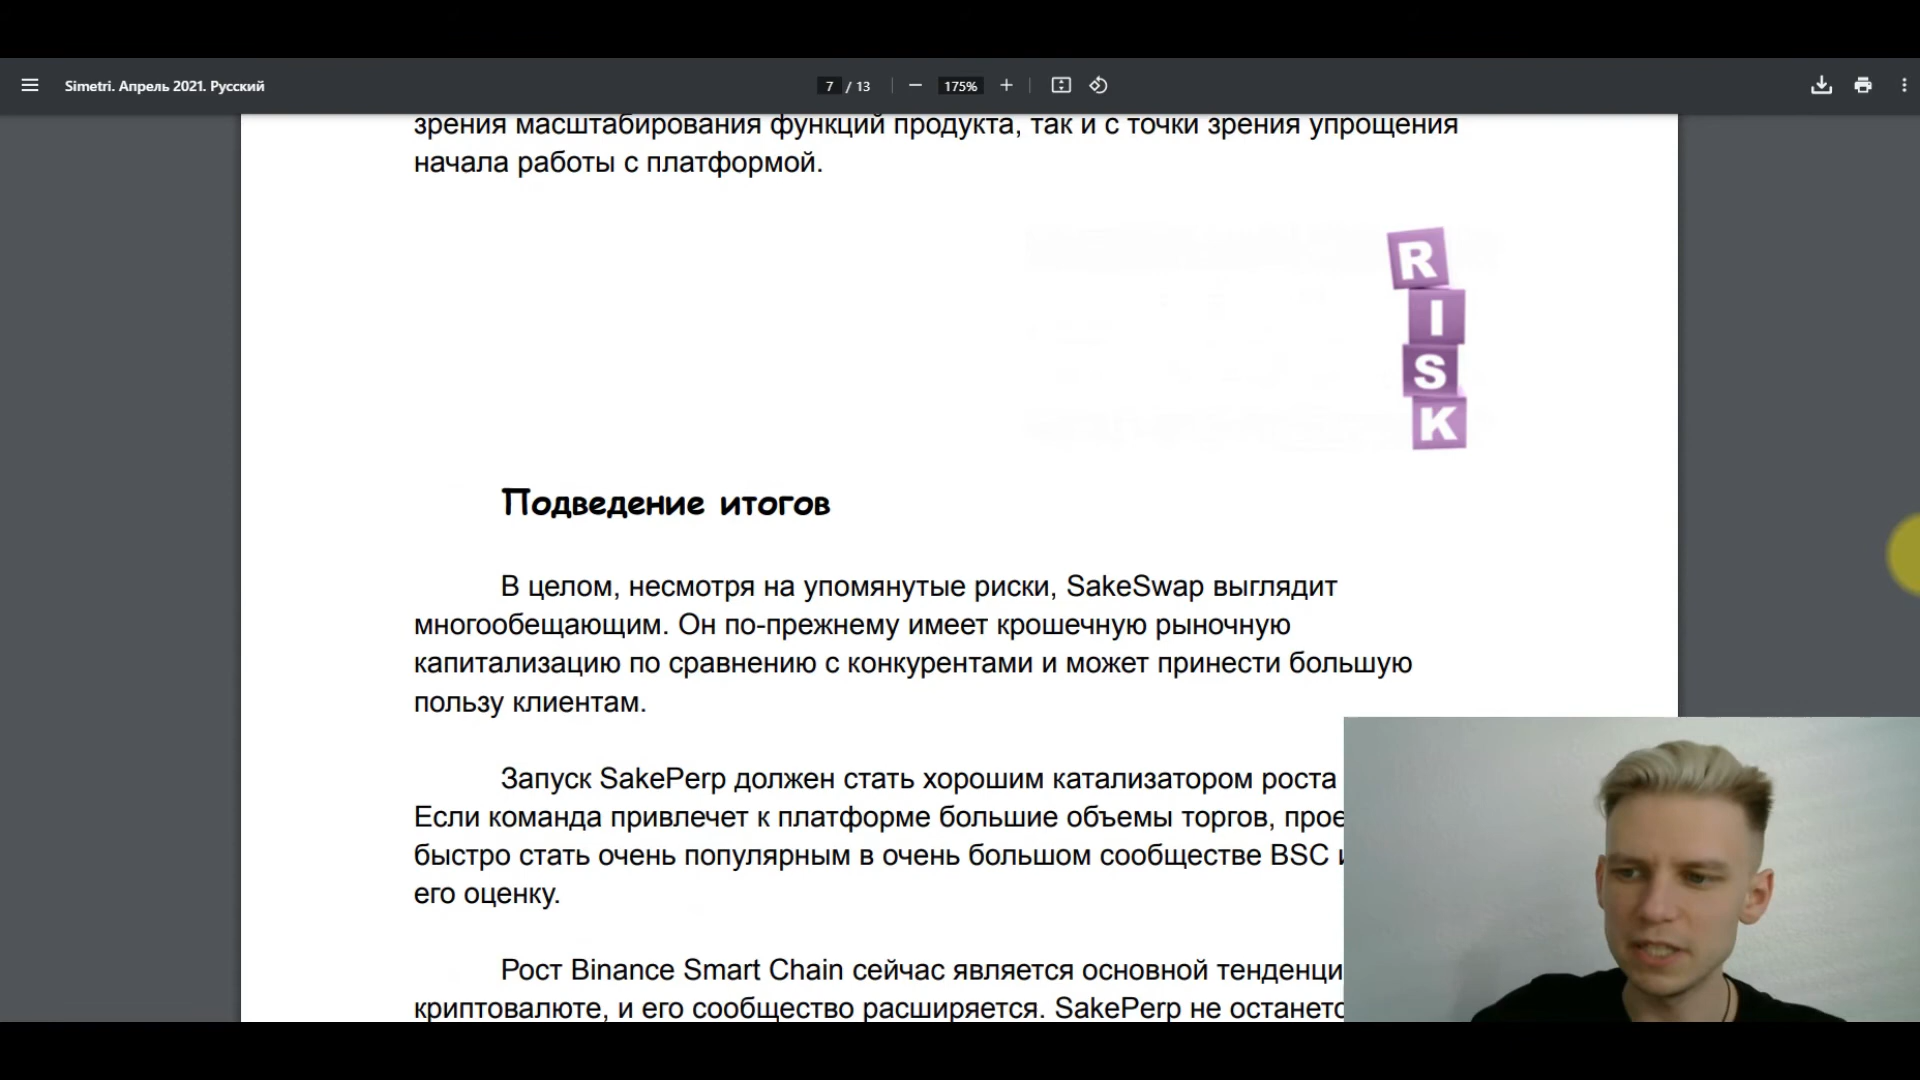 Simetri. Апрель 2021. Русский
7 / 13
175%
зрения масштабирования функций продукта, так и с точки зрения упрощения
начала работы с платформой.
R
I
S
K
Подведение итогов
В целом, несмотря на упомянутые риски, SakeSwap выглядит
многообещающим. Он по-прежнему имеет крошечную рыночную
капитализацию по сравнению с конкурентами и может принести большую
пользу клиентам.
Запуск SakePerp должен стать хорошим катализатором роста
Если команда привлечет к платформе большие объемы торгов,
быстро стать очень популярным в очень большом сообществе BSC
его оценку.
Рост Binance Smart Chain сейчас является основной
криптовалюте, и его сообщество расширяется. SakePerp не